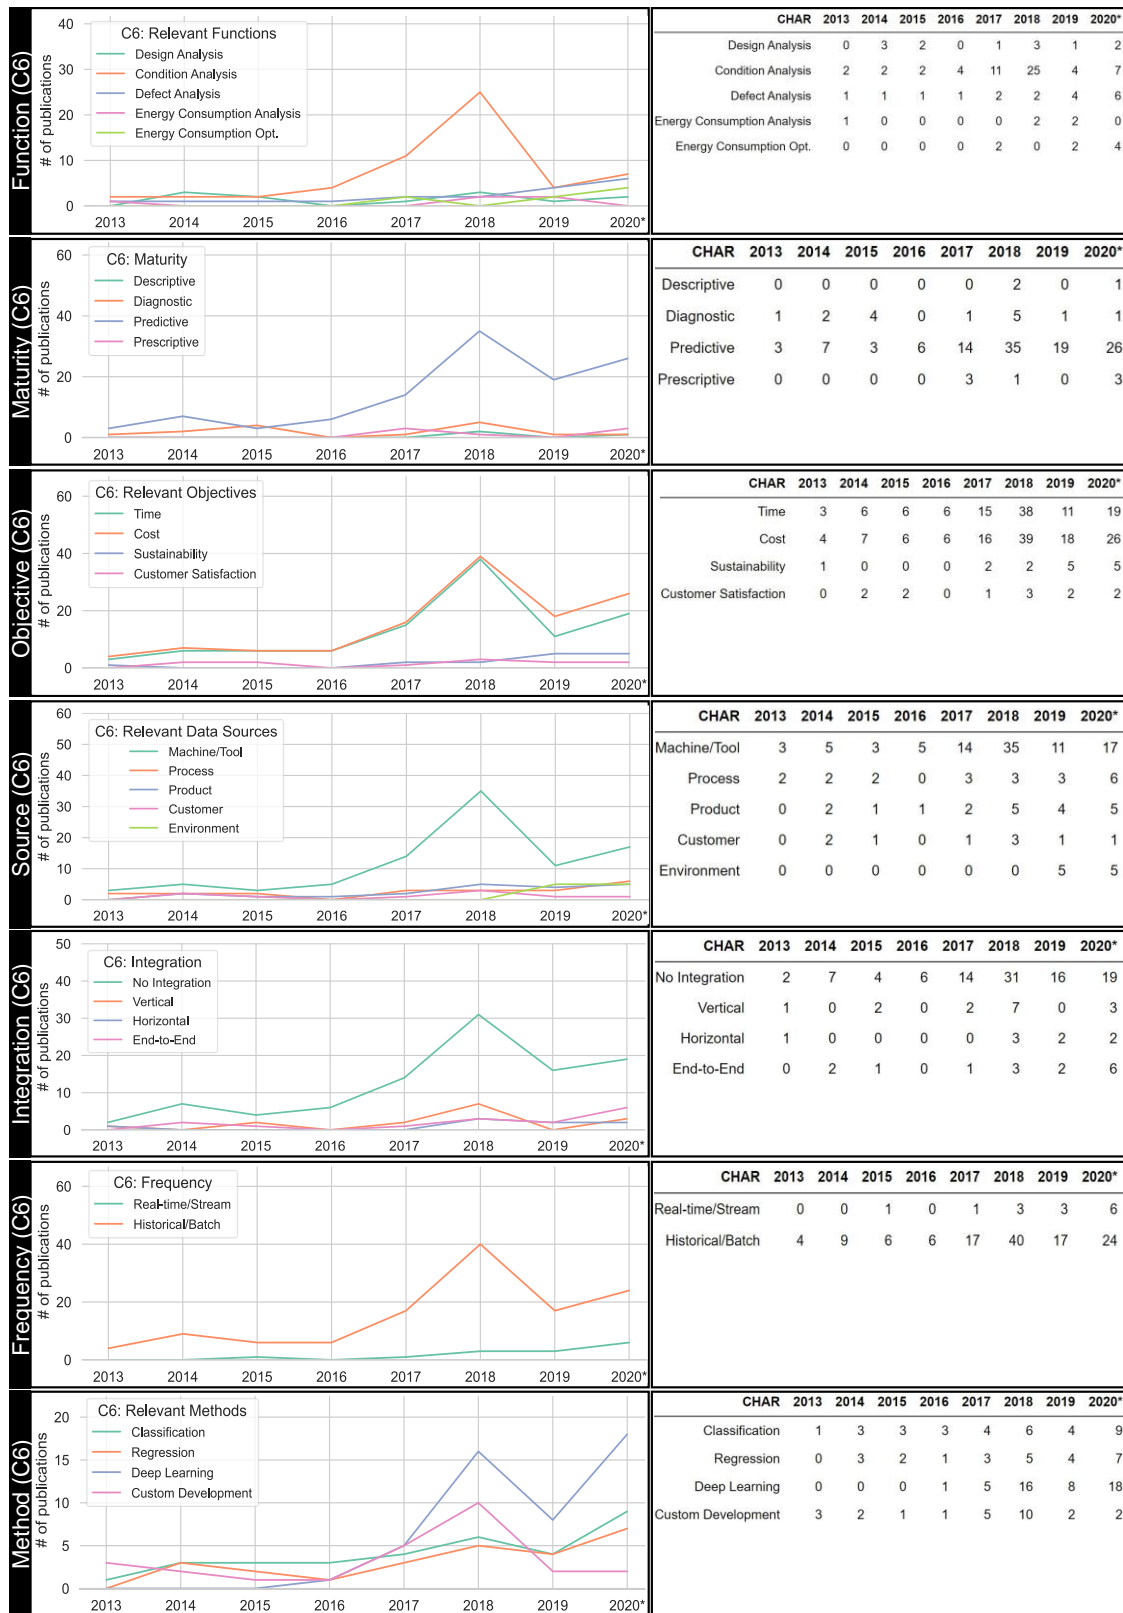 Function (C6)
# of publications
40
30
20
10
0
C6: Relevant Functions
Design Analysis
Condition Analysis
Defect Analysis
Energy Consumption Analysis
Energy Consumption Opt.
2013 2014 2015 2016 2017 2018 2019 2020*
CHAR 2013 2014 2015 2016 2017 2018 2019 2020*
Design Analysis 0 3 2 0 1 3 1 2
Condition Analysis 2 2 2 4 11 25 4 7
Defect Analysis 1 1 1 1 2 2 4 6
Energy Consumption Analysis 1 0 0 0 0 2 2 0
Energy Consumption Opt. 0 0 0 0 2 0 2 4
Maturity (C6)
# of publications
60
40
20
0
C6: Maturity
Descriptive
Diagnostic
Predictive
Prescriptive
2013 2014 2015 2016 2017 2018 2019 2020*
CHAR 2013 2014 2015 2016 2017 2018 2019 2020*
Descriptive 0 0 0 0 0 2 0 1
Diagnostic 1 2 4 0 1 5 1 1
Predictive 3 7 3 6 14 35 19 26
Prescriptive 0 0 0 0 3 1 0 3
Objective (C6)
# of publications
60
40
20
0
C6: Relevant Objectives
Time
Cost
Sustainability
Customer Satisfaction
2013 2014 2015 2016 2017 2018 2019 2020*
CHAR 2013 2014 2015 2016 2017 2018 2019 2020*
Time 3 6 6 6 15 38 11 19
Cost 4 7 6 6 16 39 18 26
Sustainability 1 0 0 0 2 2 5 5
Customer Satisfaction 0 2 2 0 1 3 2 2
Source (C6)
# of publications
60
50
40
30
20
10
0
C6: Relevant Data Sources
Machine/Tool
Process
Product
Customer
Environment
2013 2014 2015 2016 2017 2018 2019 2020*
CHAR 2013 2014 2015 2016 2017 2018 2019 2020*
Machine/Tool 3 5 3 5 14 35 11 17
Process 2 2 2 0 3 3 3 6
Product 0 2 1 1 2 5 4 5
Customer 0 2 1 0 1 3 1 1
Environment 0 0 0 0 0 0 5 5
Integration (C6)
# of publications
50
40
30
20
10
0
C6: Integration
No Integration
Vertical
Horizontal
End-to-End
2013 2014 2015 2016 2017 2018 2019 2020*
CHAR 2013 2014 2015 2016 2017 2018 2019 2020*
No Integration 2 7 4 6 14 31 16 19
Vertical 1 0 2 0 2 7 0 3
Horizontal 1 0 0 0 0 3 2 2
End-to-End 0 2 1 0 1 3 2 6
Frequency (C6)
# of publications
60
40
20
0
C6: Frequency
Real-time/Stream
Historical/Batch
2013 2014 2015 2016 2017 2018 2019 2020*
CHAR 2013 2014 2015 2016 2017 2018 2019 2020*
Real-time/Stream 0 0 1 0 1 3 3 6
Historical/Batch 4 9 6 6 17 40 17 24
Method (C6)
# of publications
20
15
10
5
0
C6: Relevant Methods
Classification
Regression
Deep Learning
Custom Development
2013 2014 2015 2016 2017 2018 2019 2020*
CHAR 2013 2014 2015 2016 2017 2018 2019 2020*
Classification 1 3 3 3 4 6 4 9
Regression 0 3 2 1 3 5 4 7
Deep Learning 0 0 0 1 5 16 8 18
Custom Development 3 2 1 1 5 10 2 2